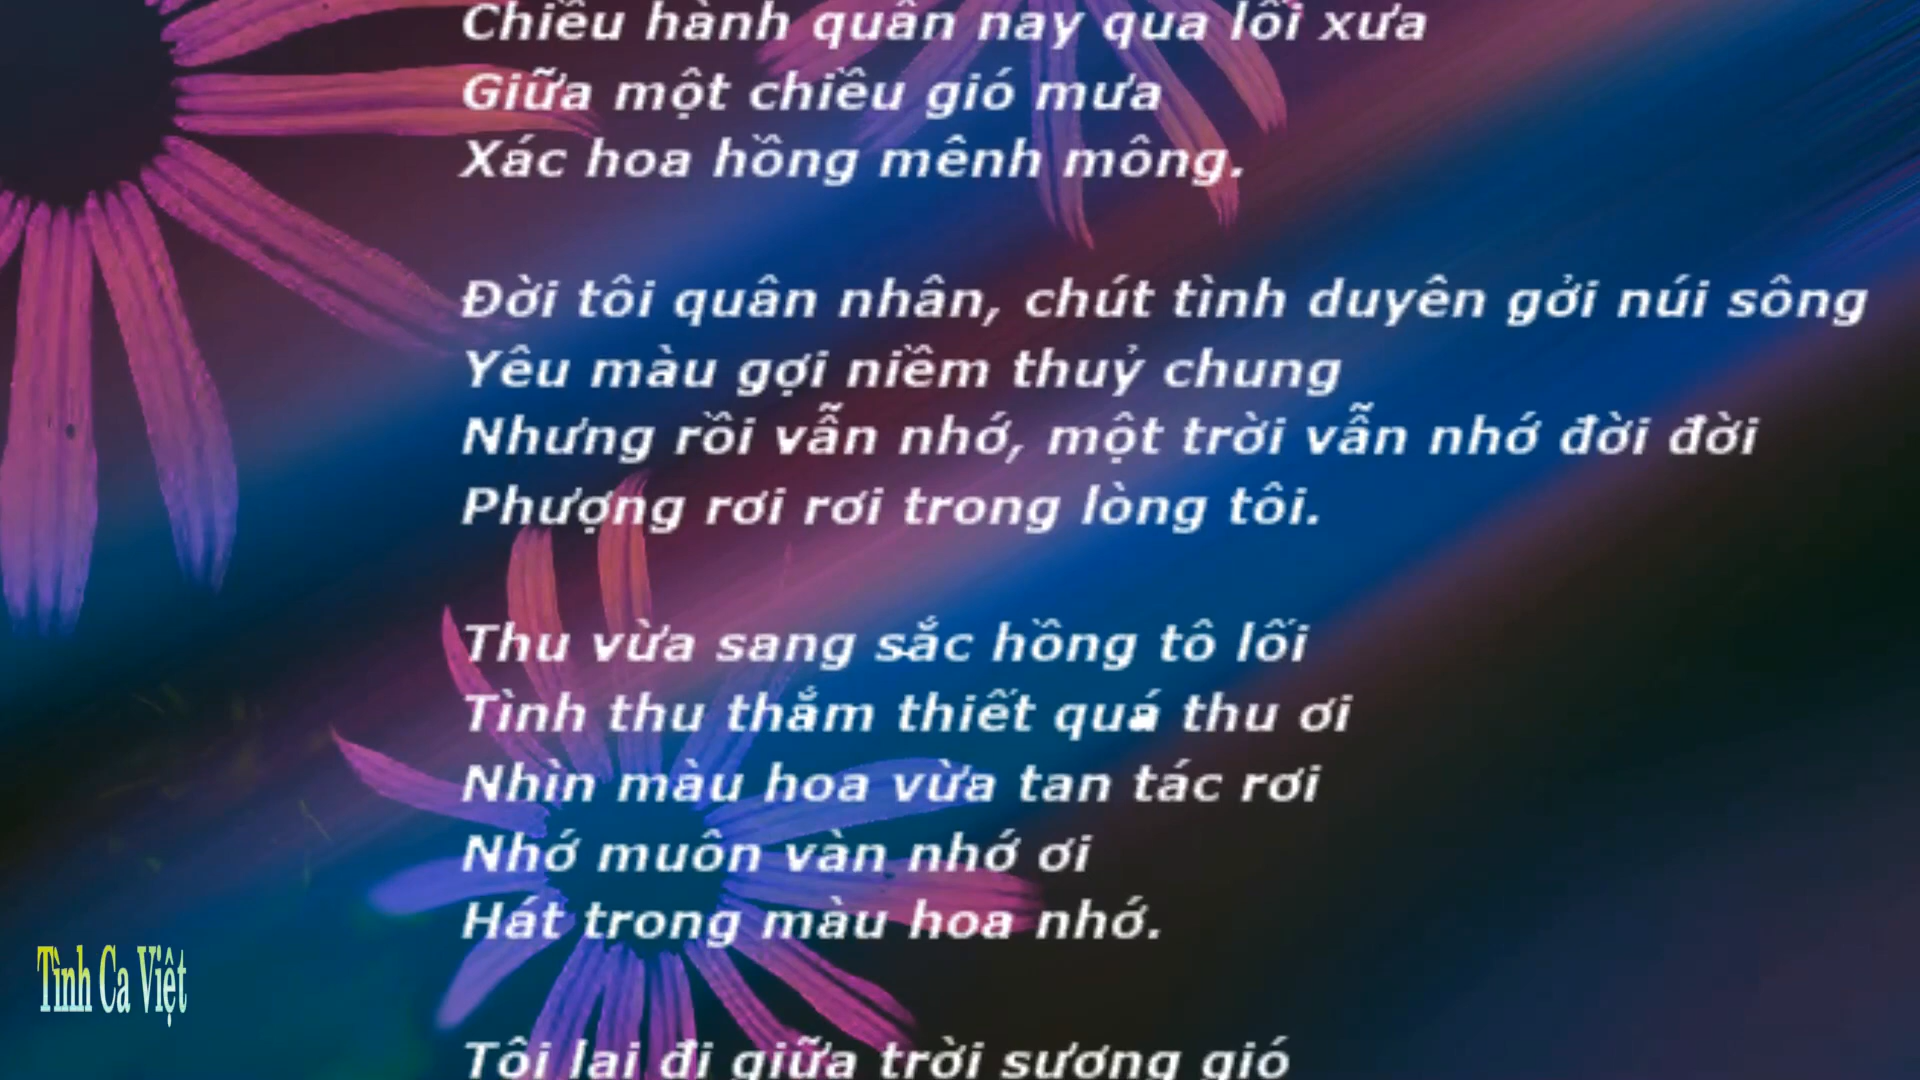 Chiều hành quân nay qua lối xưa
Giữa một chiều gió mưa
Xác hoa hồng mênh mông.
Đời tôi quân nhân, chút tình duyên gởi núi sông
Yêu màu gợi niềm thuỷ chung
Nhưng rồi vẫn nhớ, một trời vẫn nhớ đời đời
Phượng rơi rơi trong lòng tôi.
Thu vừa sang sắc hồng tô lối
Tình thu thắm thiết quá thu ơi
Nhìn màu hoa vừa tan tác rơi
Nhớ muôn vàn nhớ ơi
Hát trong màu hoa nhớ.
Tình Ca Việt
Tôi lại đi giữa trời sương gió